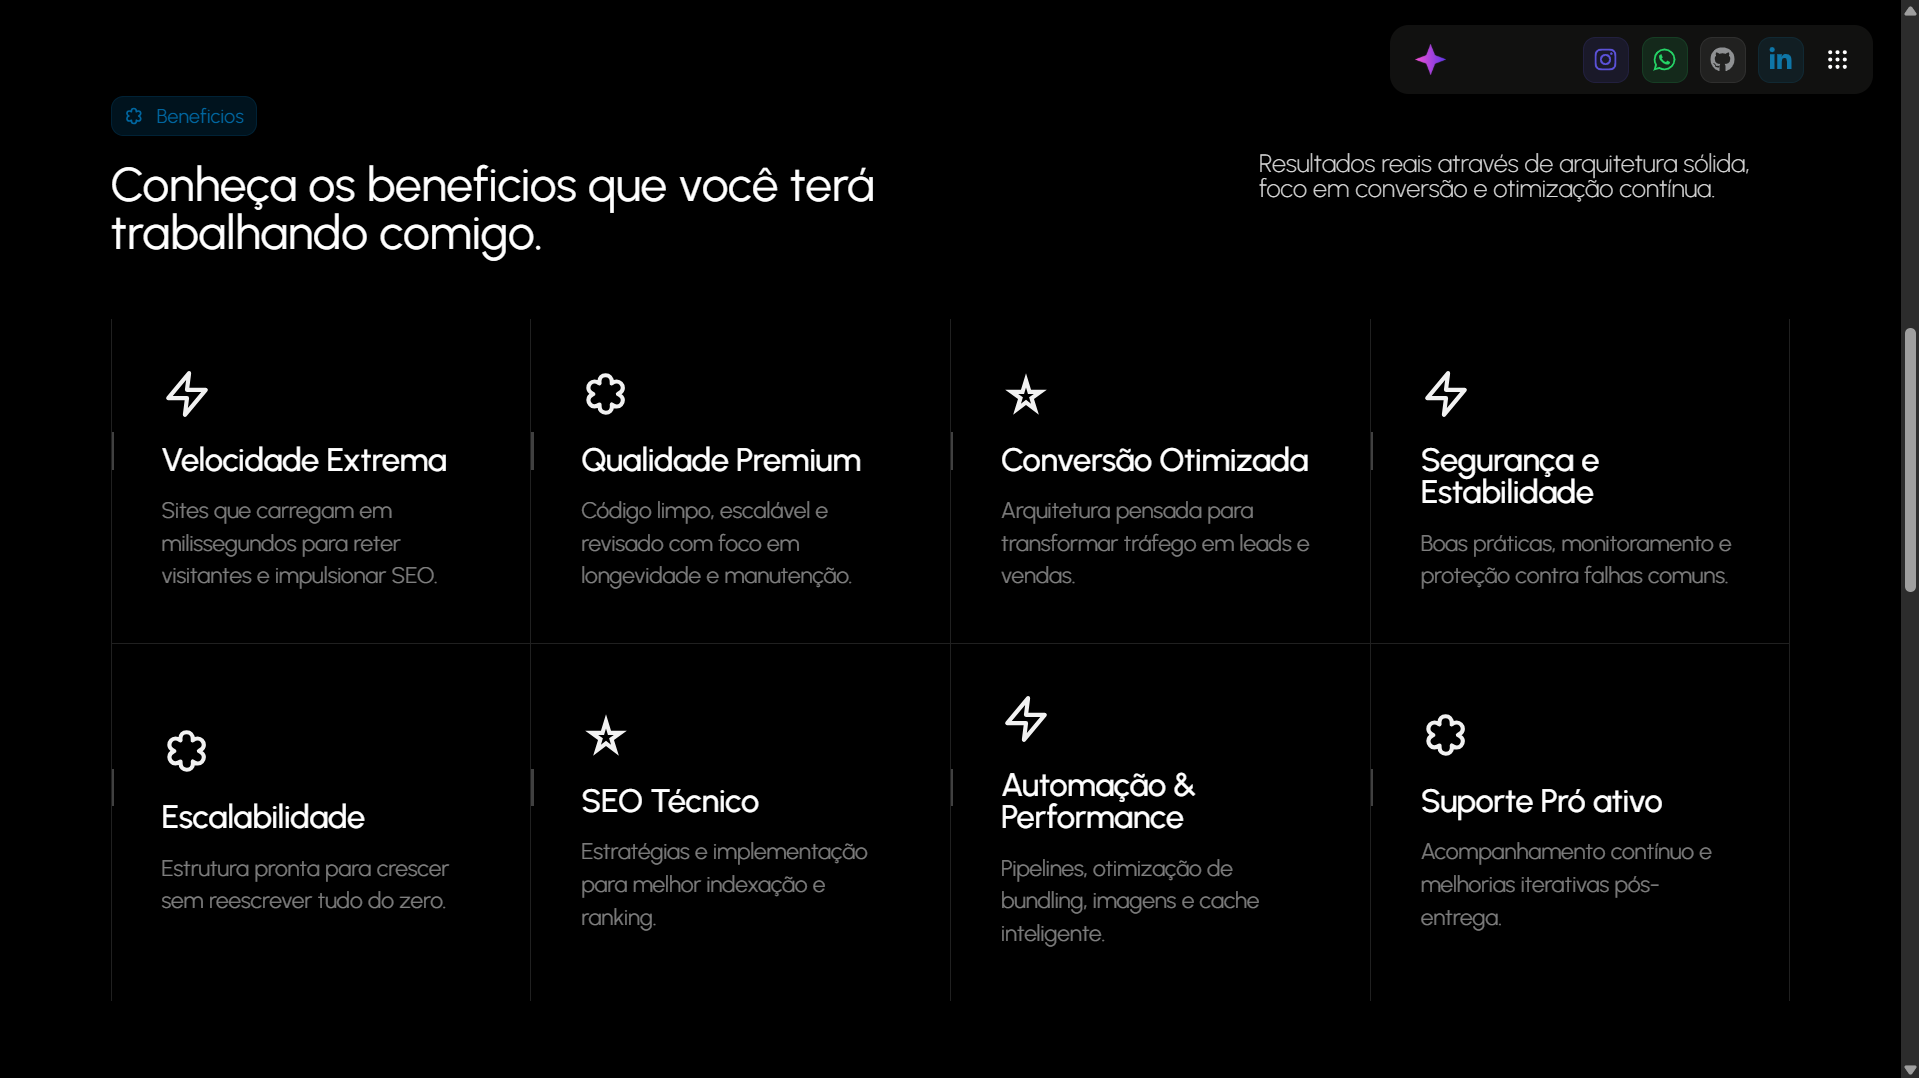 Beneficios
Conheça os beneficios que você terá
trabalhando comigo.
Resultados reais através de arquitetura sólida,
foco em conversão e otimização contínua.
Velocidade Extrema
Sites que carregam em
milissegundos para reter
visitantes e impulsionar SEO.
Qualidade Premium
Código limpo, escalável e
revisado com foco em
longevidade e manutenção.
Conversão Otimizada
Arquitetura pensada para
transformar tráfego em leads e
vendas.
Segurança e
Estabilidade
Boas práticas, monitoramento e
proteção contra falhas comuns.
Escalabilidade
Estrutura pronta para crescer
sem reescrever tudo do zero.
SEO Técnico
Estratégias e implementação
para melhor indexação e
ranking.
Automação &
Performance
Pipelines, otimização de
bundling, imagens e cache
inteligente.
Suporte Pró ativo
Acompanhamento contínuo e
melhorias iterativas pós-
entrega.